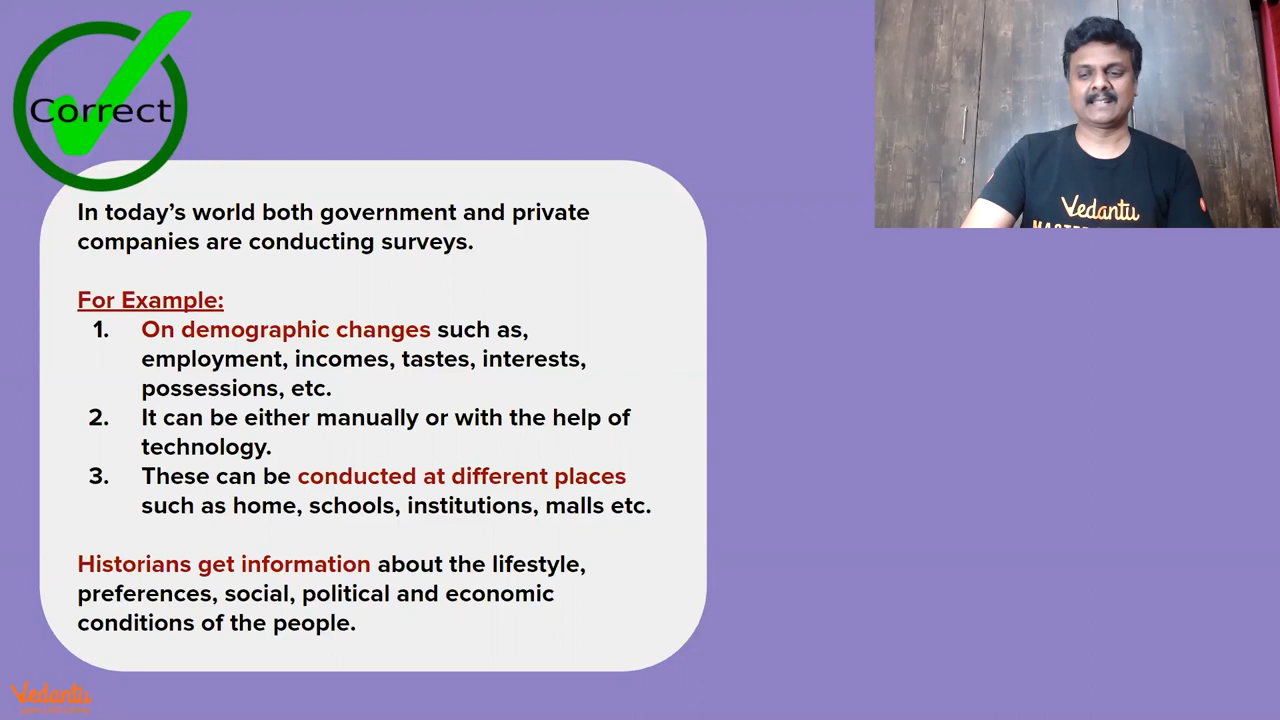 Correct
In today's world both government and private
companies are conducting surveys.
For Example:
1. On demographic changes such as,
employment, incomes, tastes, interests,
possessions, etc.
2. It can be either manually or with the help of
technology.
3. These can be conducted at different places
such as home, schools, institutions, malls etc.
Historians get information about the lifestyle,
preferences, social, political and economic
conditions of the people.
Vedantu
Vedantu